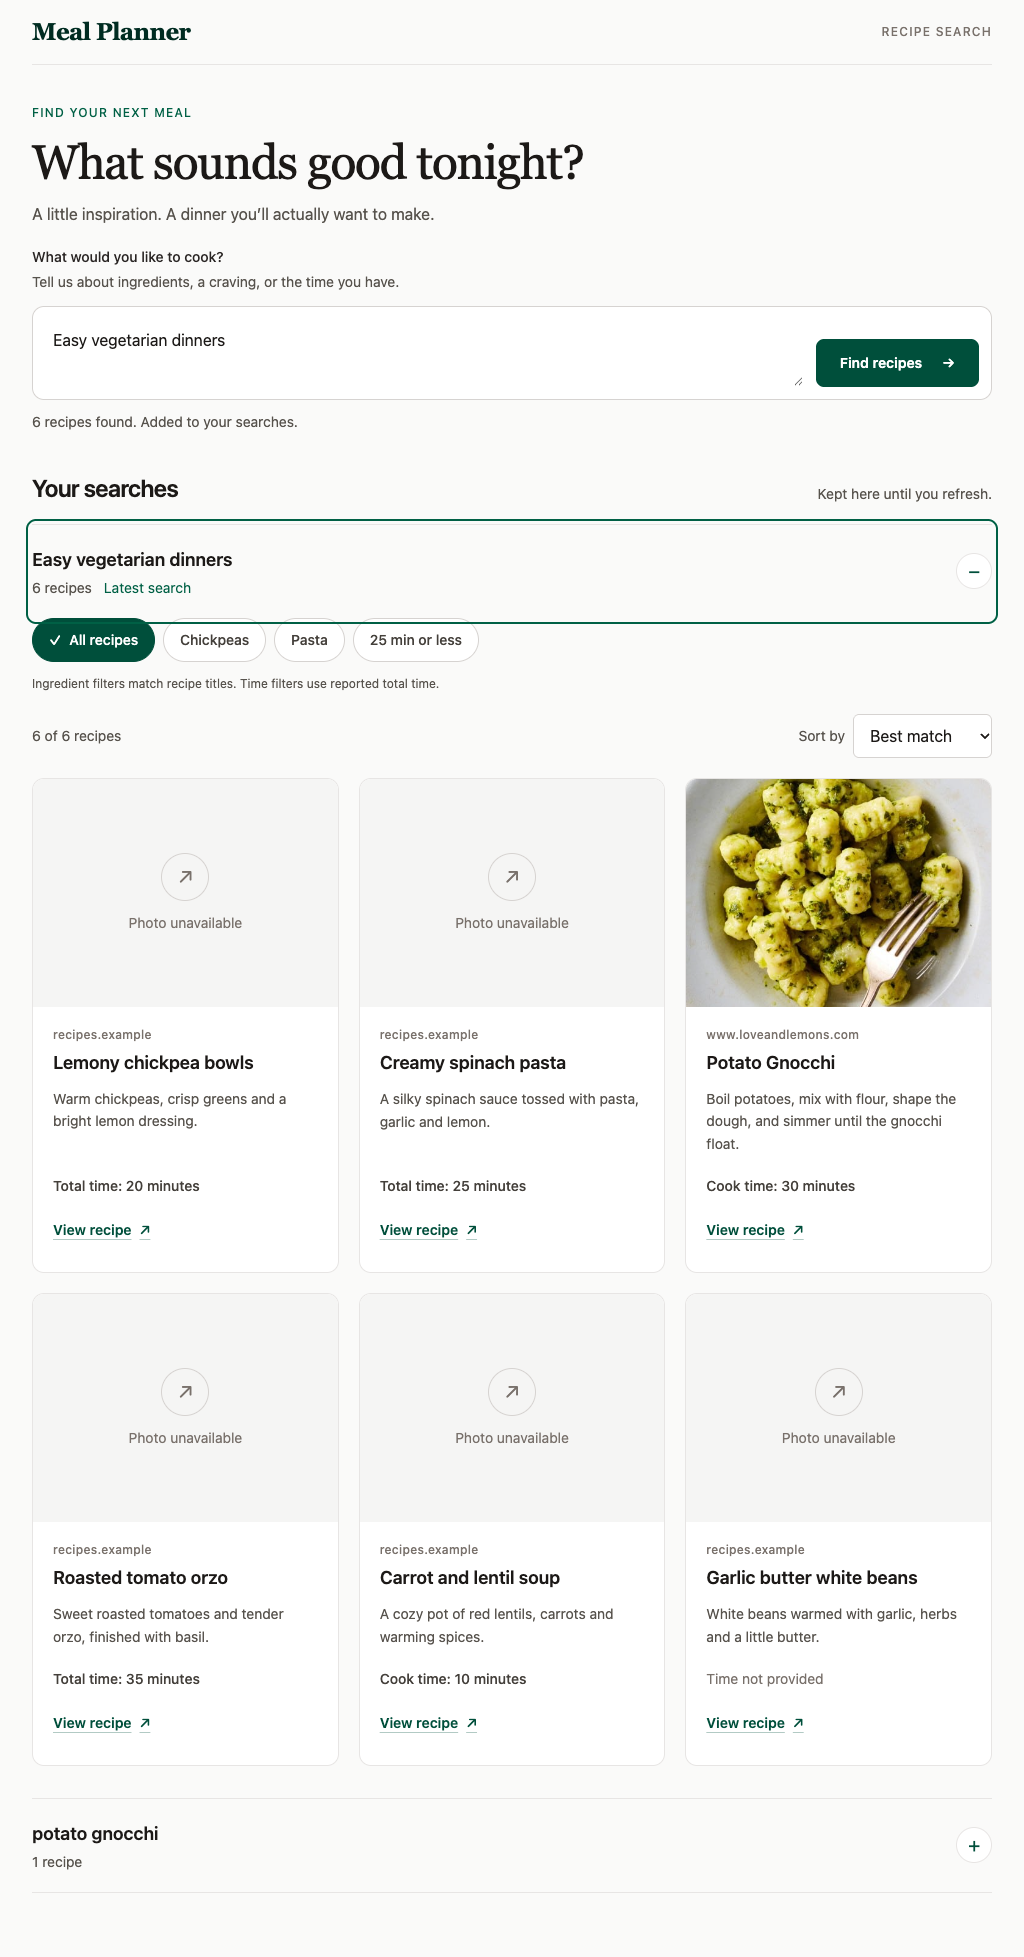 Meal Planner
RECIPE SEARCH
FIND YOUR NEXT MEAL
What sounds good tonight?
A little inspiration. A dinner you’ll actually want to make.
What would you like to cook?
Tell us about ingredients, a craving, or the time you have.
Easy vegetarian dinners
Find recipes →
6 recipes found. Added to your searches.
Your searches
Kept here until you refresh.
Easy vegetarian dinners
6 recipes Latest search
−
✓ All recipes
Chickpeas
Pasta
25 min or less
Ingredient filters match recipe titles. Time filters use reported total time.
6 of 6 recipes
Sort by Best match
↗
Photo unavailable
recipes.example
Lemony chickpea bowls
Warm chickpeas, crisp greens and a
bright lemon dressing.
Total time: 20 minutes
View recipe ↗
↗
Photo unavailable
recipes.example
Creamy spinach pasta
A silky spinach sauce tossed with pasta,
garlic and lemon.
Total time: 25 minutes
View recipe ↗
www.loveandlemons.com
Potato Gnocchi
Boil potatoes, mix with flour, shape the
dough, and simmer until the gnocchi
float.
Cook time: 30 minutes
View recipe ↗
↗
Photo unavailable
recipes.example
Roasted tomato orzo
Sweet roasted tomatoes and tender
orzo, finished with basil.
Total time: 35 minutes
View recipe ↗
↗
Photo unavailable
recipes.example
Carrot and lentil soup
A cozy pot of red lentils, carrots and
warming spices.
Cook time: 10 minutes
View recipe ↗
↗
Photo unavailable
recipes.example
Garlic butter white beans
White beans warmed with garlic, herbs
and a little butter.
Time not provided
View recipe ↗
potato gnocchi
1 recipe
+